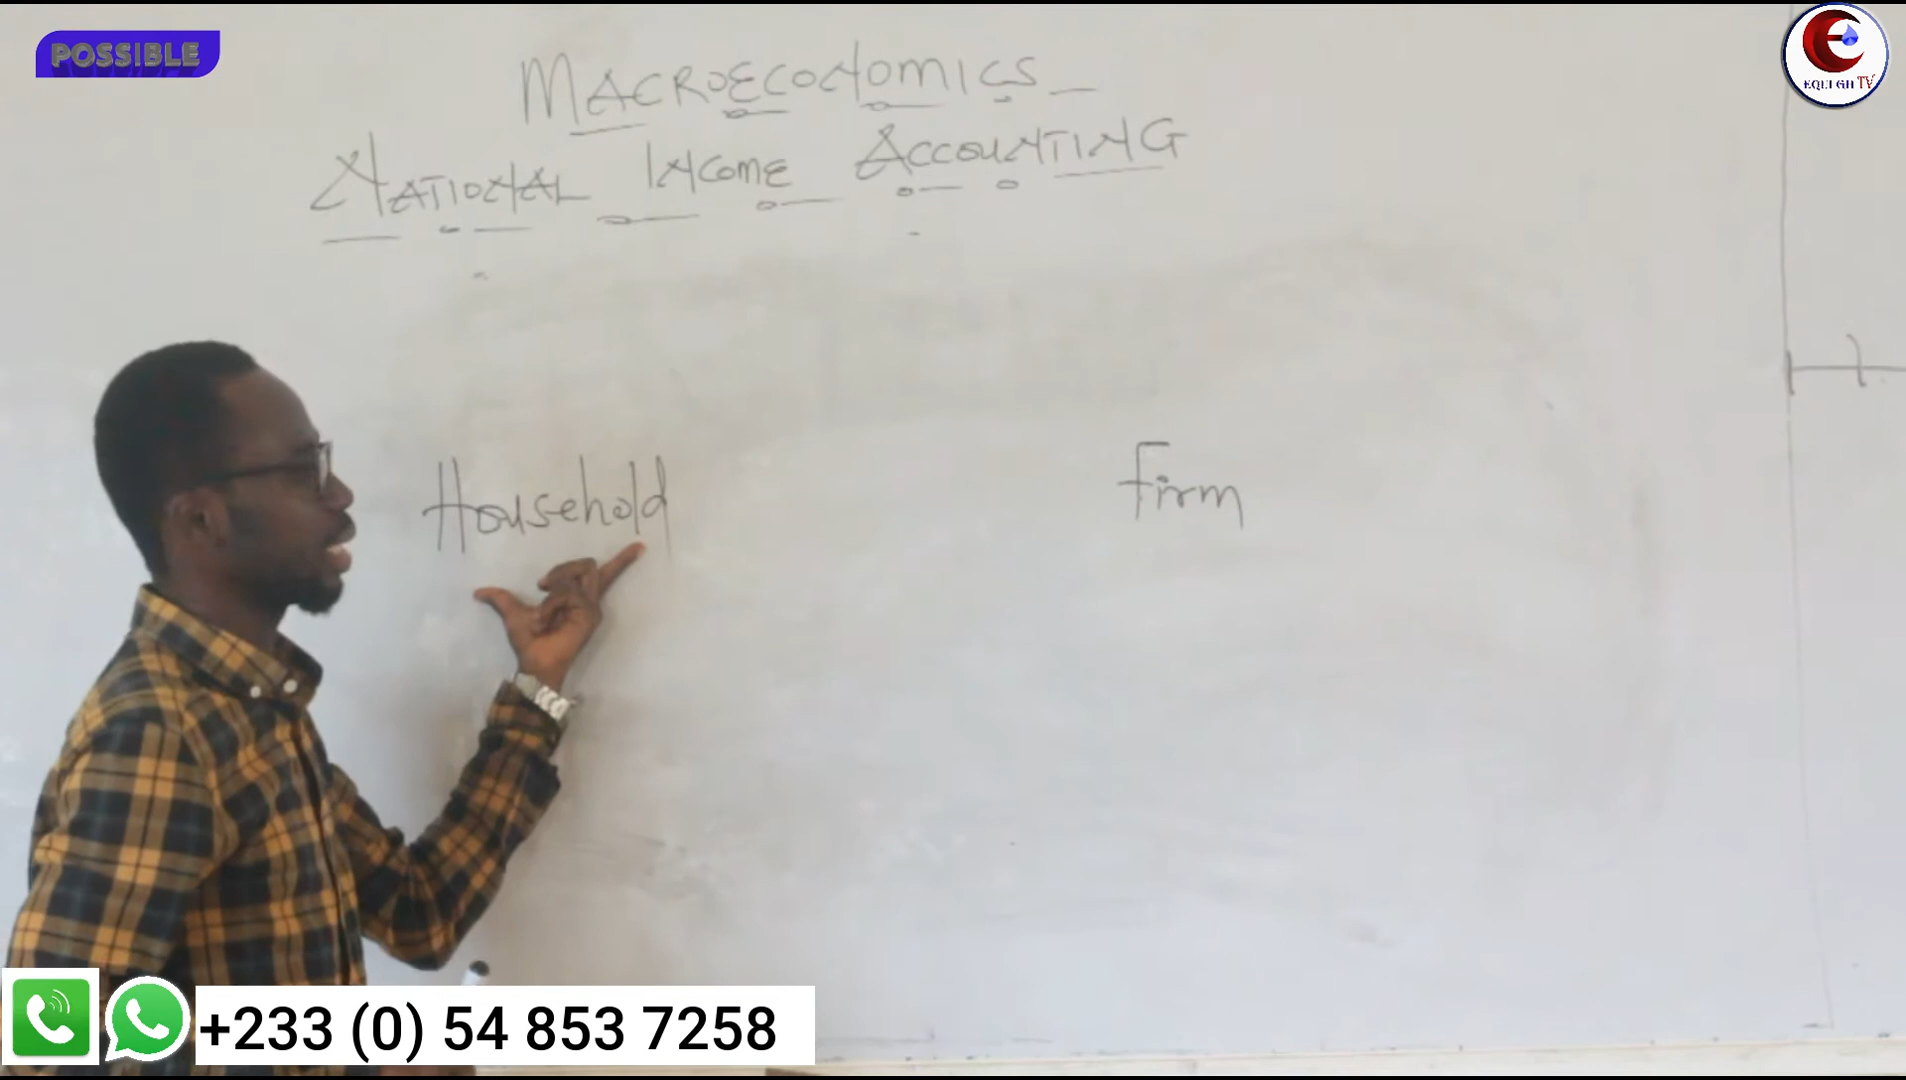 POSSIBLE
EQUI GH TV
MACROECONOMICS
NATIONAL INCOME ACCOUNTING
Household
Firm
+233 (0) 54 853 7258